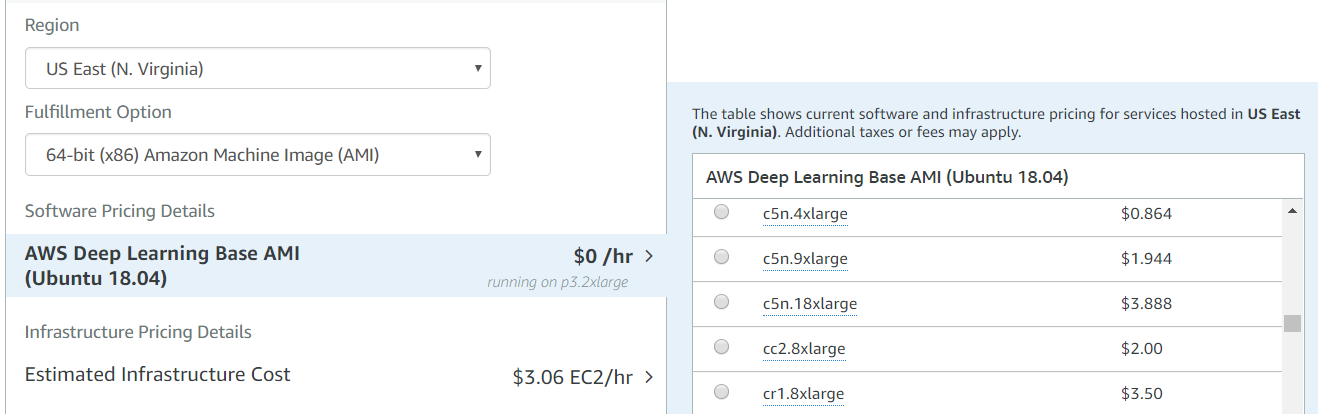 Region
US East (N. Virginia)
Fulfillment Option
64-bit (x86) Amazon Machine Image (AMI)
Software Pricing Details
AWS Deep Learning Base AMI
(Ubuntu 18.04)
$0 /hr
running on p3.2xlarge
Infrastructure Pricing Details
Estimated Infrastructure Cost $3.06 EC2/hr
The table shows current software and infrastructure pricing for services hosted in US East
(N. Virginia). Additional taxes or fees may apply.
AWS Deep Learning Base AMI (Ubuntu 18.04)
c5n.4xlarge $0.864
c5n.9xlarge $1.944
c5n.18xlarge $3.888
cc2.8xlarge $2.00
cr1.8xlarge $3.50